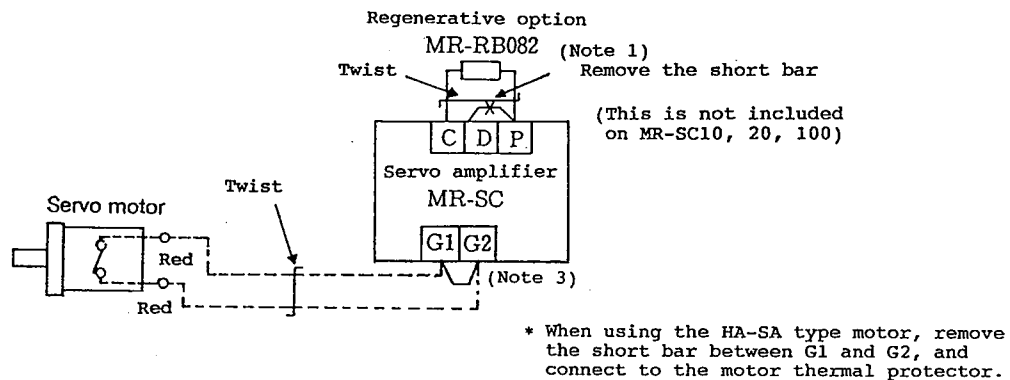 Regenerative option
MR-RB082
(Note 1)
Twist
Remove the short bar
(This is not included
on MR-SC10, 20, 100)
C D P
Servo amplifier
MR-SC
Twist
Servo motor
G1 G2
Red
(Note 3)
Red
* When using the HA-SA type motor, remove
the short bar between G1 and G2, and
connect to the motor thermal protector.